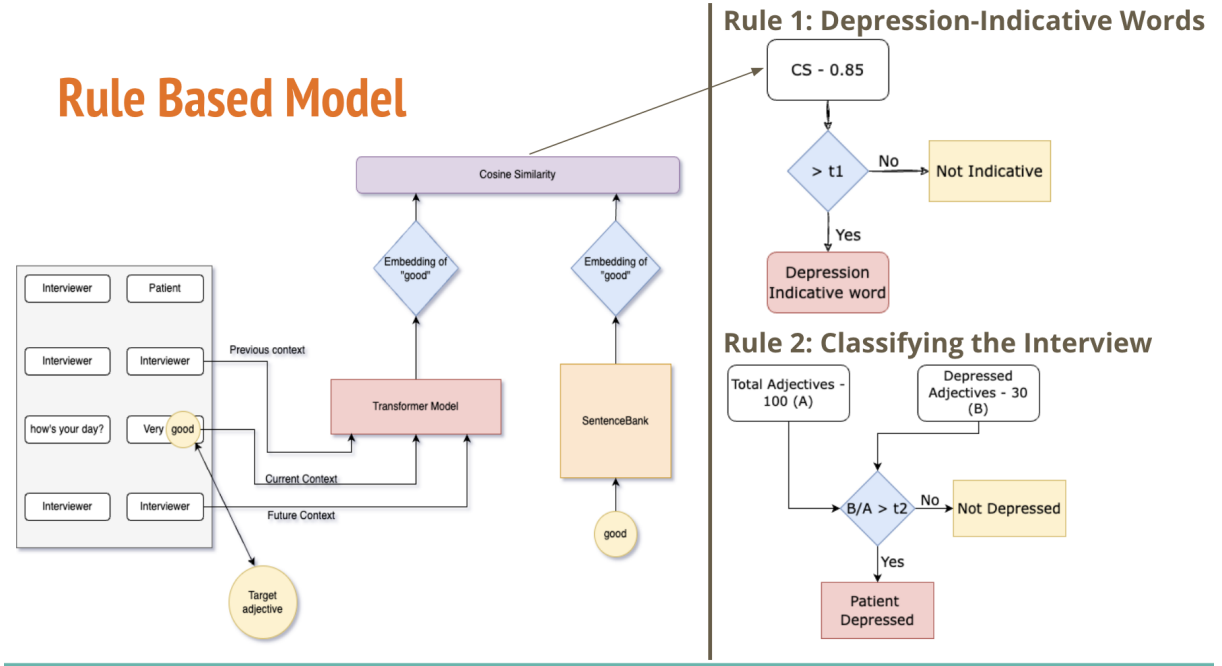 Rule Based Model
Cosine Similarity
Embedding of
"good"
Embedding of
"good"
Interviewer
Patient
Interviewer
Interviewer
Previous context
how's your day?
Very good
Current Context
Interviewer
Interviewer
Future Context
Transformer Model
SentenceBank
good
Target
adjective
Rule 1: Depression-Indicative Words
CS - 0.85
> t1
No
Not Indicative
Yes
Depression
Indicative word
Rule 2: Classifying the Interview
Total Adjectives -
100 (A)
Depressed
Adjectives - 30
(B)
B/A > t2
No
Not Depressed
Yes
Patient
Depressed